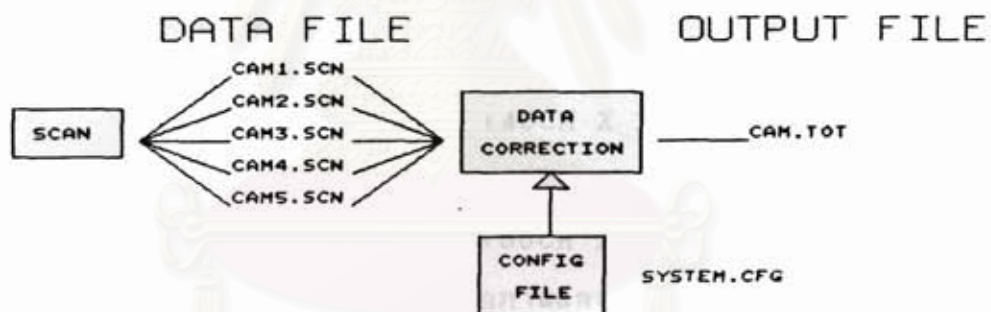 DATA FILE
OUTPUT FILE
CAM1.SCN
CAM2.SCN
SCAN
CAM3.SCN
CAM4.SCN
CAM5.SCN
DATA
CORRECTION
CAM.TOT
CONFIG
FILE
SYSTEM.CFG